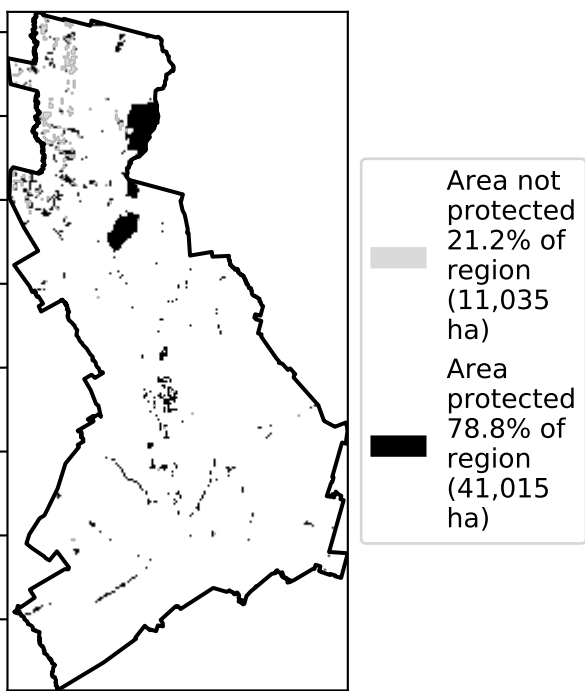 Area not
protected
21.2% of
region
(11,035
ha)
Area
protected
78.8% of
region
(41,015
ha)